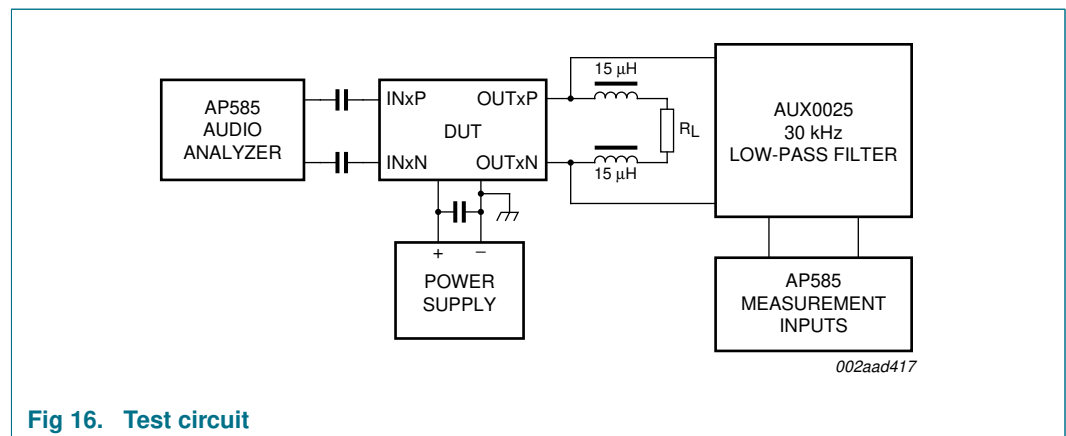 AP585
AUDIO
ANALYZER
INxP
OUTxP
DUT
INxN
OUTxN
15 μH
RL
15 μH
AUX0025
30 kHz
LOW-PASS FILTER
+ −
POWER
SUPPLY
AP585
MEASUREMENT
INPUTS
002aad417
Fig 16. Test circuit